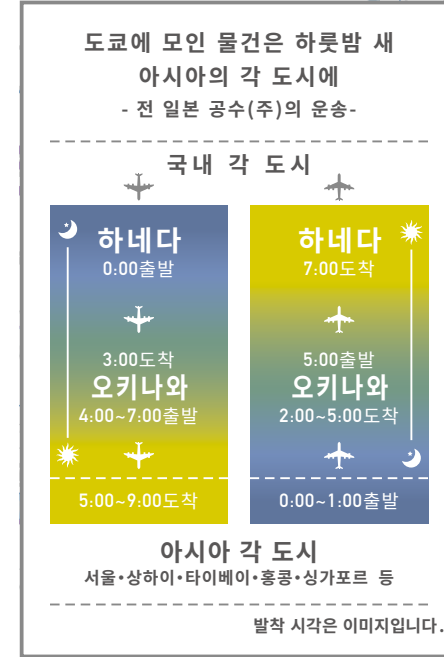 도쿄에 모인 물건은 하룻밤 새
아시아의 각 도시에
- 전 일본 공수(주)의 운송-
국내 각 도시
하네다
0:00출발
3:00도착
오키나와
4:00~7:00출발
5:00~9:00도착
하네다
7:00도착
5:00출발
오키나와
2:00~5:00도착
0:00~1:00출발
아시아 각 도시
서울•상하이•타이베이•홍콩•싱가포르 등
발착 시각은 이미지입니다.